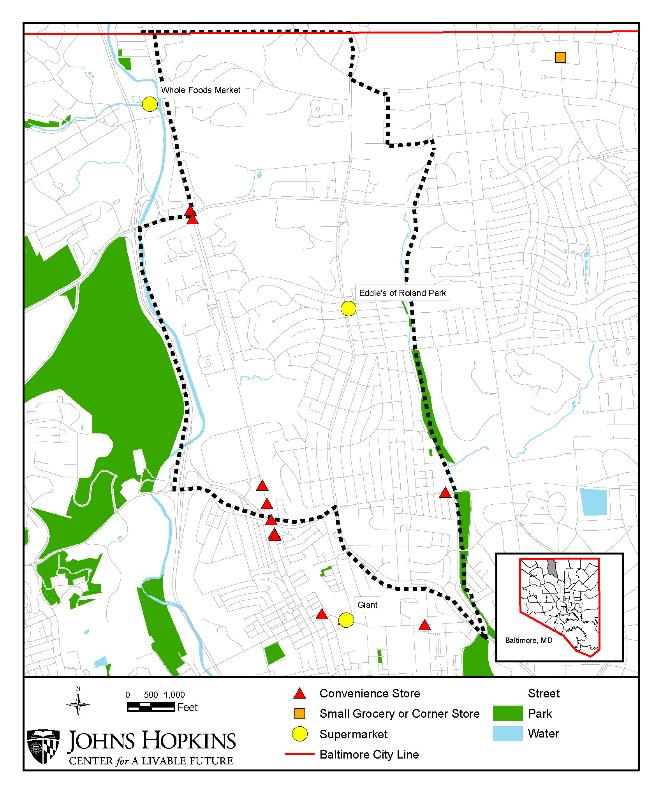 Whole Foods Market
Eddie's of Roland Park
Giant
Baltimore, MD
N
0 500 1,000
Feet
Convenience Store
Small Grocery or Corner Store
Supermarket
Baltimore City Line
Street
Park
Water
JOHNS HOPKINS
CENTER for A LIVABLE FUTURE